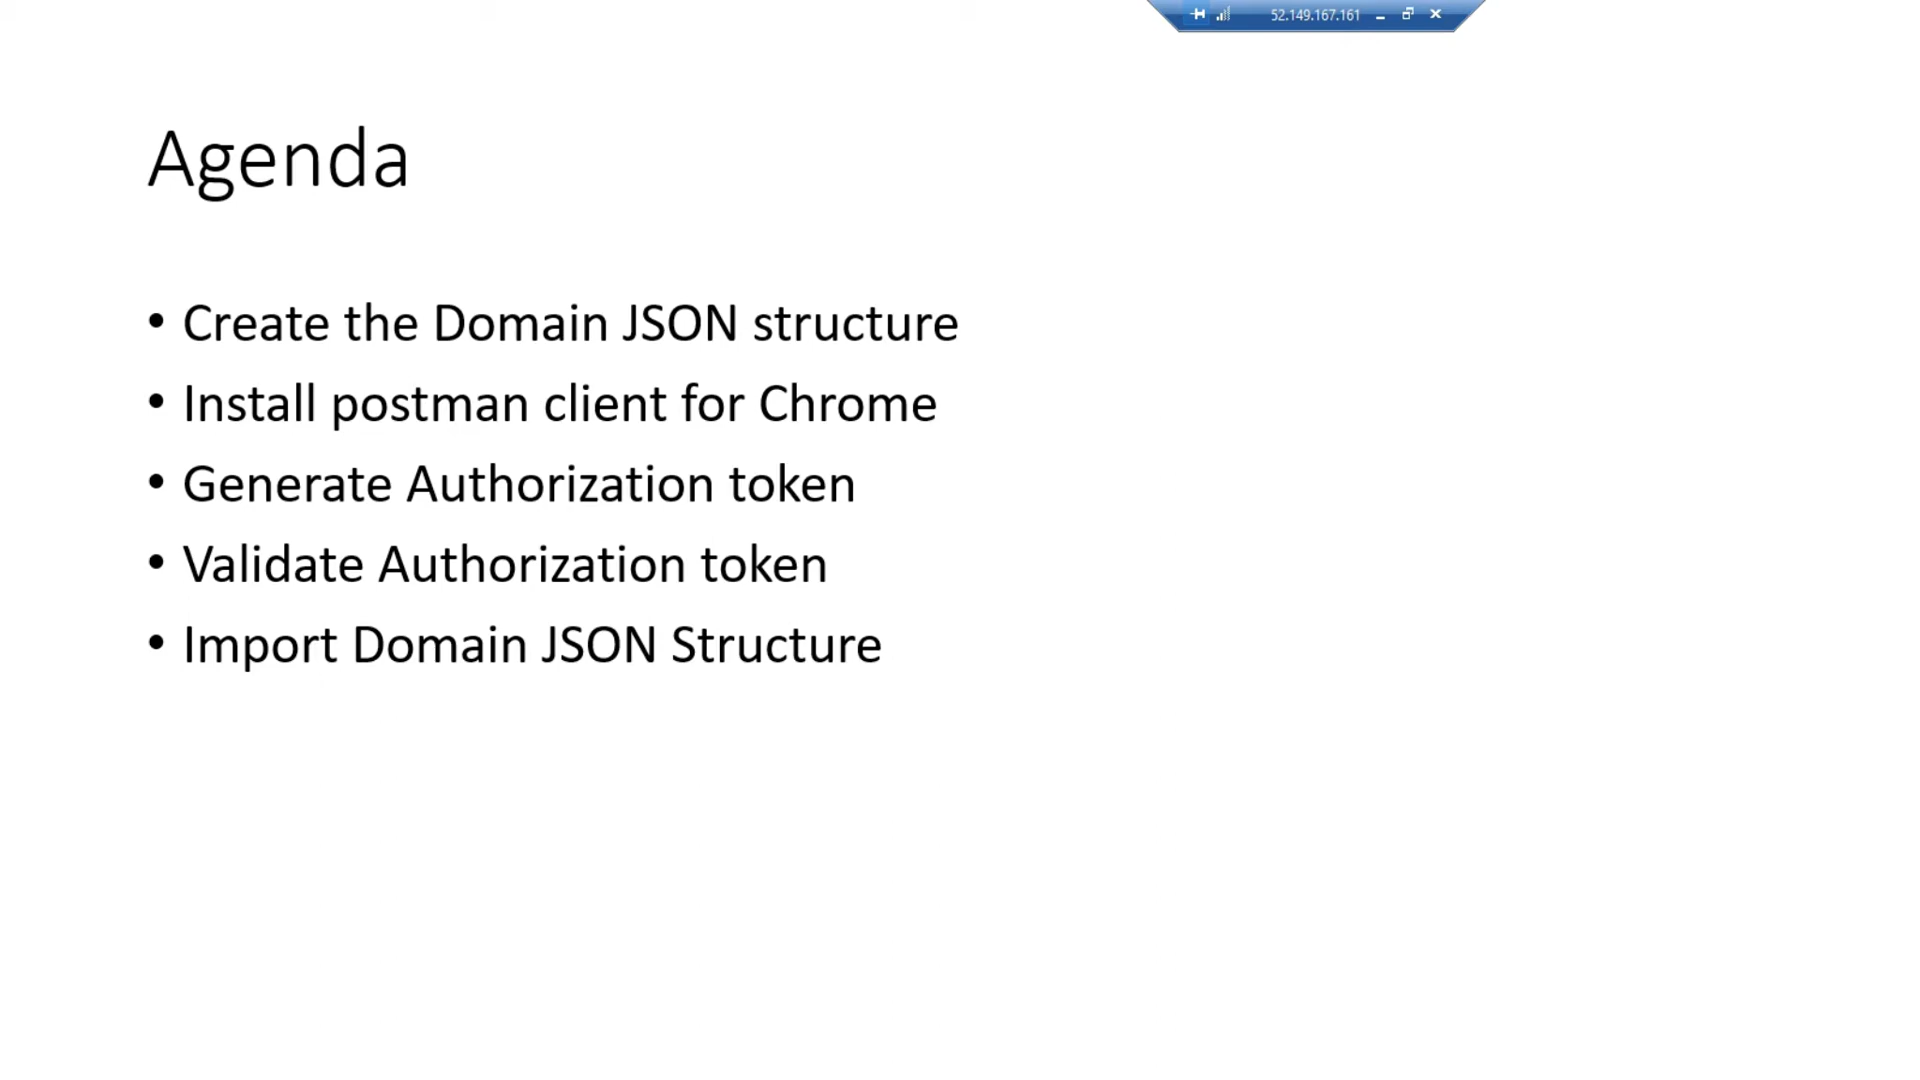 52.149.167.161
Agenda
• Create the Domain JSON structure
• Install postman client for Chrome
• Generate Authorization token
• Validate Authorization token
• Import Domain JSON Structure